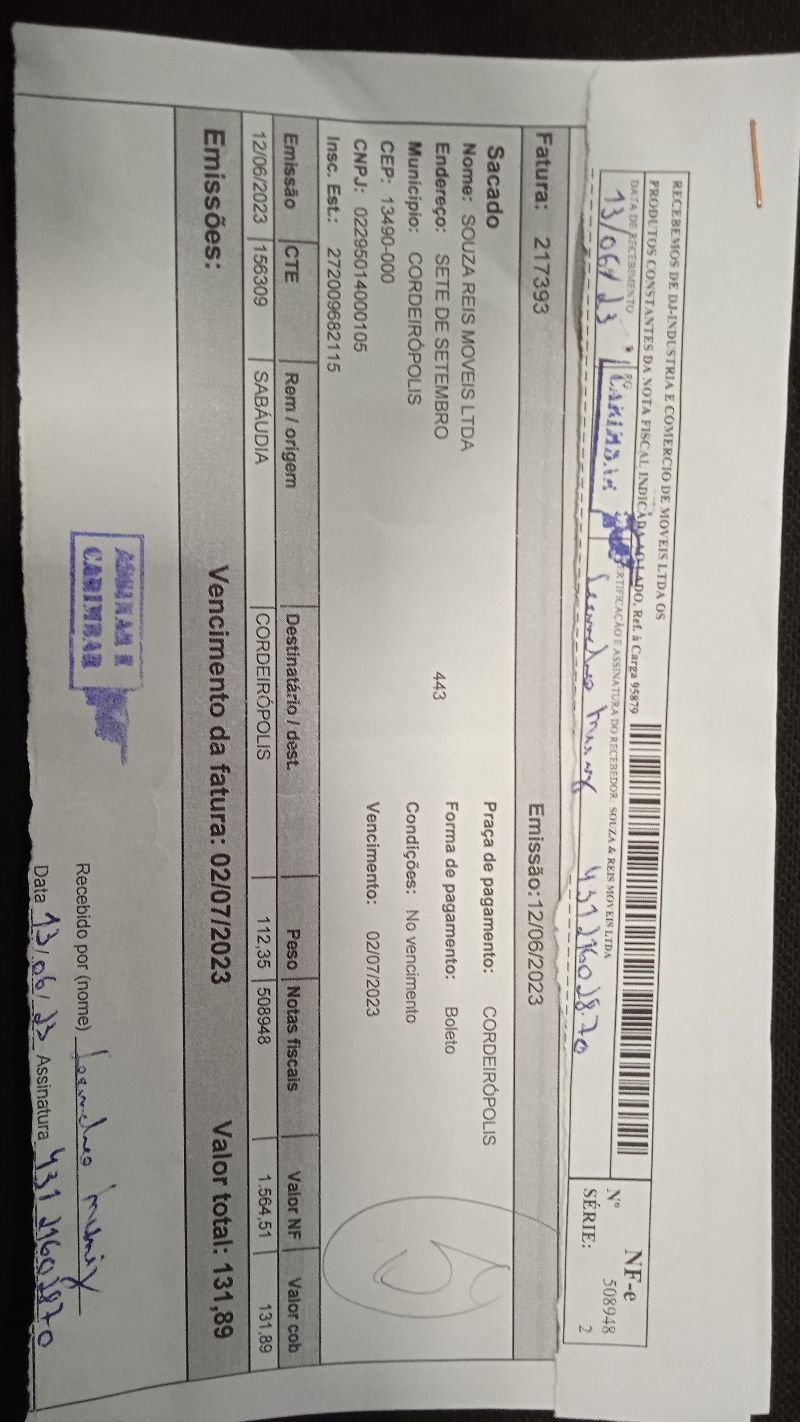 RECEBEMOS DE DJ-INDUSTRIA E COMERCIO DE MOVEIS LTDA OS
PRODUTOS CONSTANTES DA NOTA FISCAL INDICADA AO LADO, Ref. à Carga 95879
DATA DE RECEBIMENTO
RG
CERTIFICAÇÃO E ASSINATURA DO RECEBEDOR SOUZA & REIS MOVEIS LTDA
13/06/23
431216028.70
NF-e
Nº 508948
SÉRIE: 2
Fatura: 217393 Emissão:12/06/2023
Sacado
Nome: SOUZA REIS MOVEIS LTDA
Endereço: SETE DE SETEMBRO 443
Município: CORDEIRÓPOLIS
CEP: 13490-000
CNPJ: 02295014000105
Insc. Est.: 272009682115
Praça de pagamento: CORDEIRÓPOLIS
Forma de pagamento: Boleto
Condições: No vencimento
Vencimento: 02/07/2023
Emissão CTE Rem / origem Destinatário / dest. Peso Notas fiscais Valor NF Valor cob
12/06/2023 156309 SABÁUDIA CORDEIRÓPOLIS 112,35 508948 1.564,51 131,89
Emissões: Vencimento da fatura: 02/07/2023 Valor total: 131,89
ASSINAR E
CARIMBAR
Recebido por (nome)
Data 13/06/23 Assinatura 43121602870